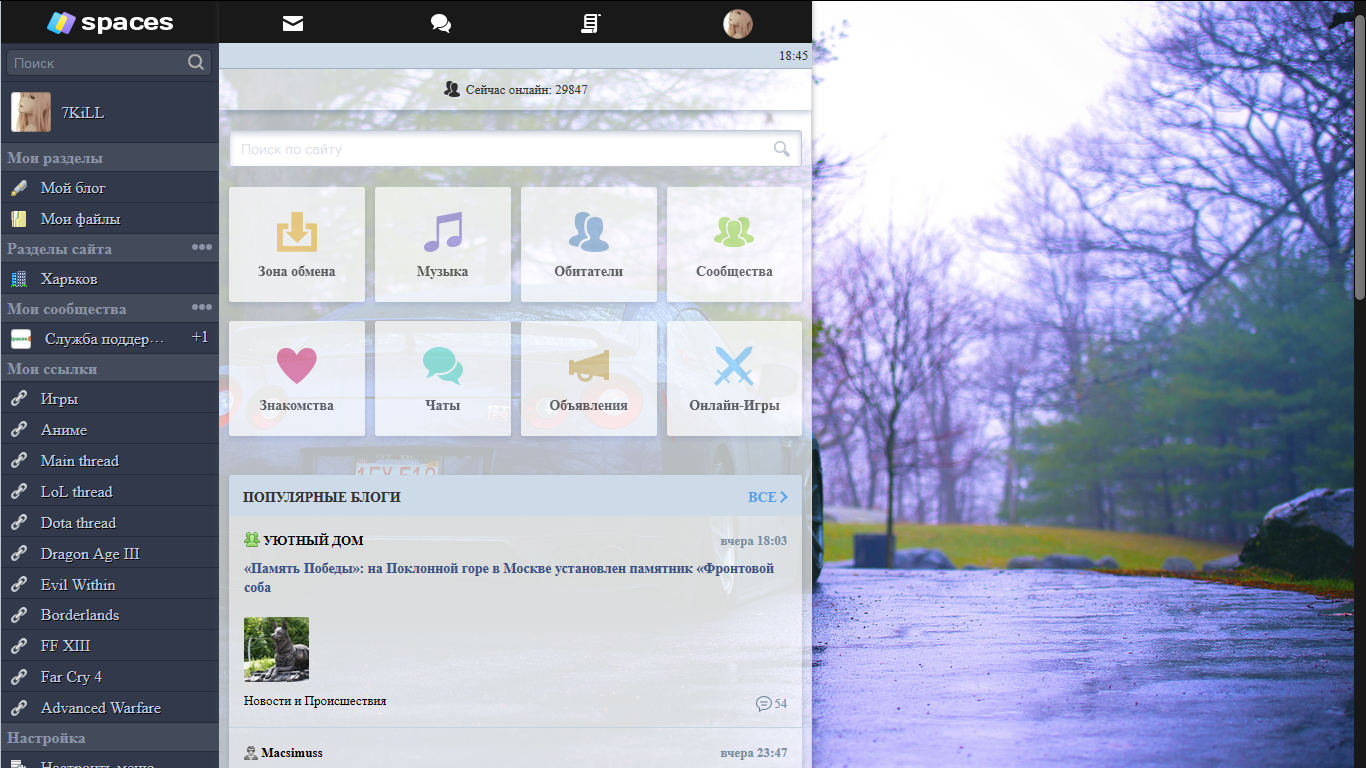 spaces
Поиск
7KiLL
Мои разделы
Мой блог
Мои файлы
Разделы сайта
Харьков
Мои сообщества
Служба поддер…
+1
Мои ссылки
Игры
Аниме
Main thread
LoL thread
Dota thread
Dragon Age III
Evil Within
Borderlands
FF XIII
Far Cry 4
Advanced Warfare
Настройка
Настроить меню
18:45
Сейчас онлайн: 29847
Поиск по сайту
Зона обмена
Музыка
Обитатели
Сообщества
Знакомства
Чаты
Объявления
Онлайн-Игры
ПОПУЛЯРНЫЕ БЛОГИ
ВСЕ
УЮТНЫЙ ДОМ
вчера 18:03
«Память Победы»: на Поклонной горе в Москве установлен памятник «Фронтовой
соба
Новости и Происшествия
54
Macsimuss
вчера 23:47